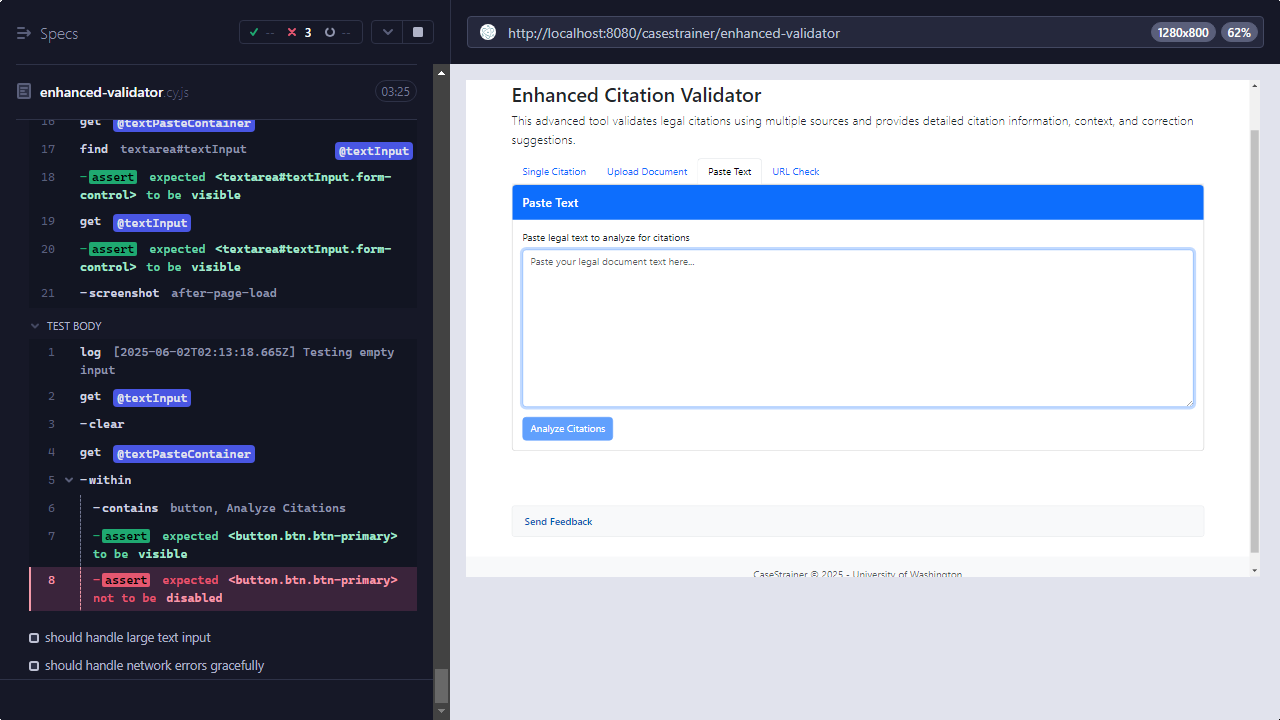 Specs
-- 3 --
enhanced-validator.cy.js 03:25
16 get @textPasteContainer
17 find textarea#textInput @textInput
18 -assert expected <textarea#textInput.form-
control> to be visible
19 get @textInput
20 -assert expected <textarea#textInput.form-
control> to be visible
21 -screenshot after-page-load
TEST BODY
1 log [2025-06-02T02:13:18.665Z] Testing empty
input
2 get @textInput
3 -clear
4 get @textPasteContainer
5 -within
6 -contains button, Analyze Citations
7 -assert expected <button.btn.btn-primary>
to be visible
8 -assert expected <button.btn.btn-primary>
not to be disabled
should handle large text input
should handle network errors gracefully
http://localhost:8080/casestrainer/enhanced-validator 1280x800 62%
Enhanced Citation Validator
This advanced tool validates legal citations using multiple sources and provides detailed citation information, context, and correction
suggestions.
Single Citation Upload Document Paste Text URL Check
Paste Text
Paste legal text to analyze for citations
Paste your legal document text here...
Analyze Citations
Send Feedback
CaseStrainer © 2025 - University of Washington